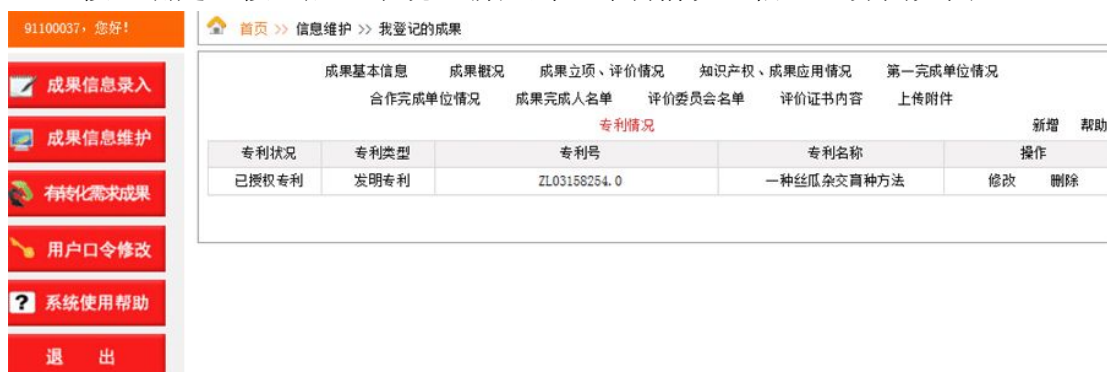 91100037，您好！
首页 >> 信息维护 >> 我登记的成果
成果信息录入
成果信息维护
有转化需求成果
用户口令修改
? 系统使用帮助
退 出
成果基本信息 成果概况 成果立项、评价情况 知识产权、成果应用情况 第一完成单位情况
合作完成单位情况 成果完成人名单 评价委员会名单 评价证书内容 上传附件
专利情况 新增 帮助
专利状况 专利类型 专利号 专利名称 操作
已授权专利 发明专利 ZL03158254.0 一种丝瓜杂交育种方法 修改 删除